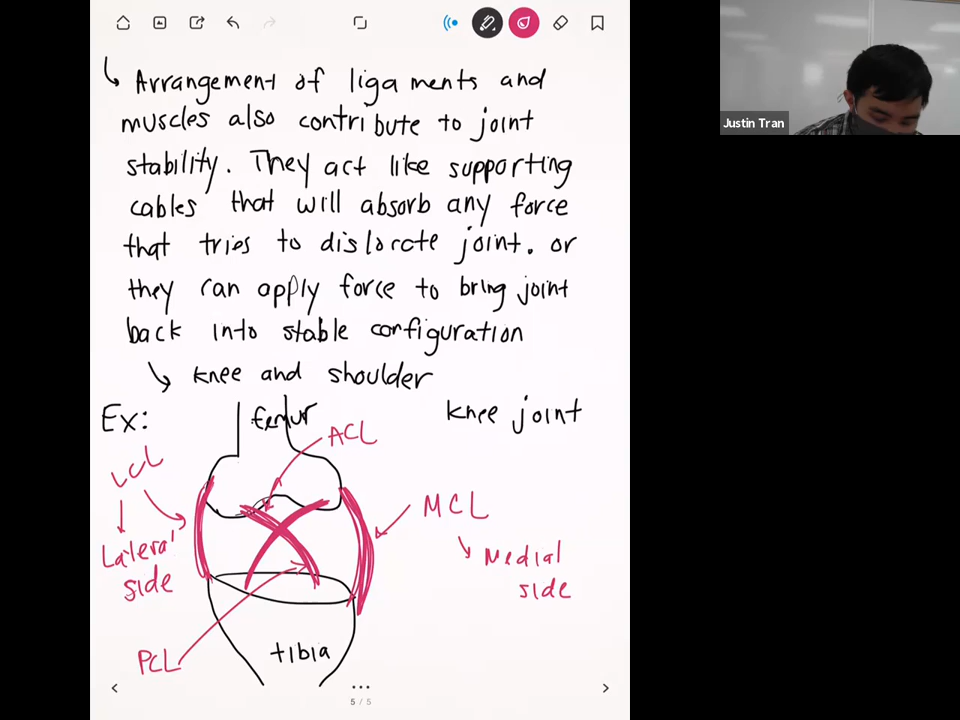 Justin Tran
↳ Arrangement of ligaments and
muscles also contribute to joint
stability. They act like supporting
cables that will absorb any force
that tries to dislocate joint. or
they can apply force to bring joint
back into stable configuration
↳ knee and shoulder
Ex:
femur
knee joint
ACL
LCL
MCL
Lateral
side
Medial
side
PCL
tibia
5 / 5